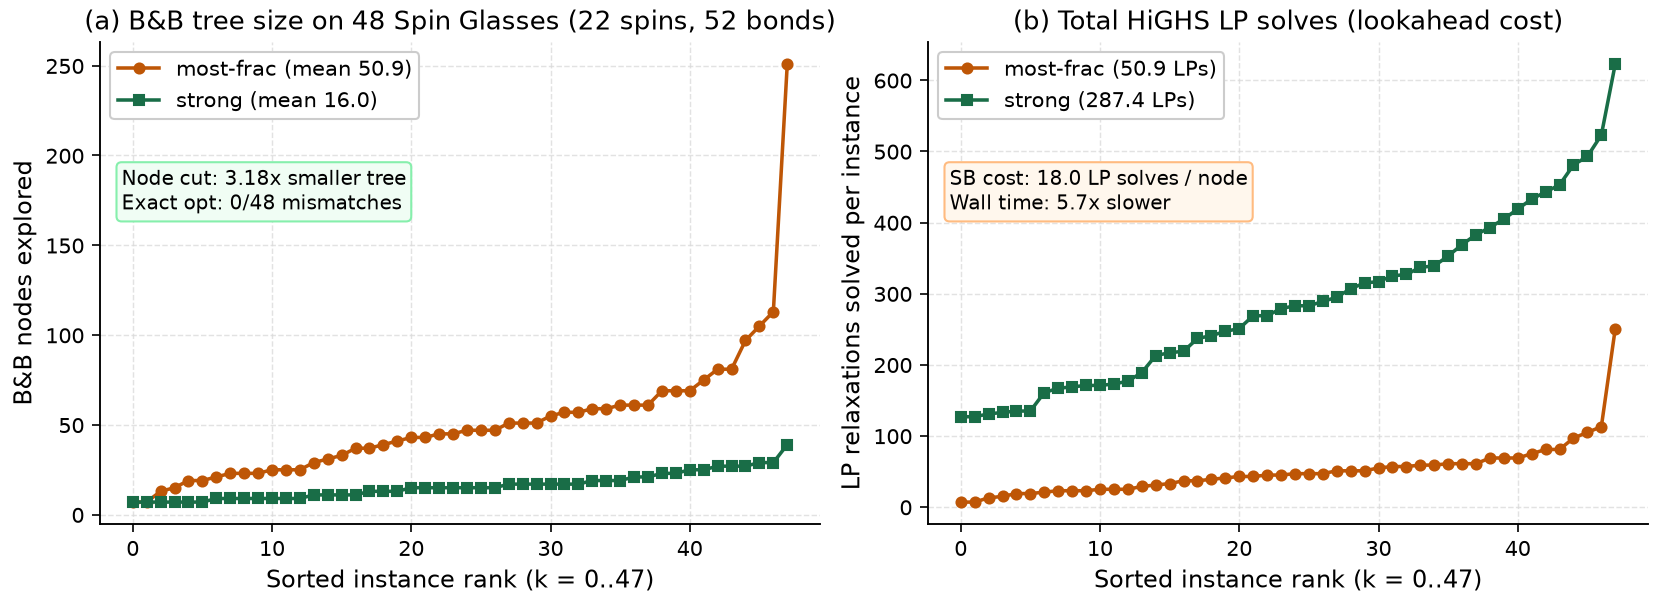 (a) B&B tree size on 48 Spin Glasses (22 spins, 52 bonds)
most-frac (mean 50.9)
strong (mean 16.0)
Node cut: 3.18x smaller tree
Exact opt: 0/48 mismatches
B&B nodes explored
250
200
150
100
50
0
0 10 20 30 40
Sorted instance rank (k = 0..47)
(b) Total HiGHS LP solves (lookahead cost)
most-frac (50.9 LPs)
strong (287.4 LPs)
SB cost: 18.0 LP solves / node
Wall time: 5.7x slower
LP relaxations solved per instance
600
500
400
300
200
100
0
0 10 20 30 40
Sorted instance rank (k = 0..47)